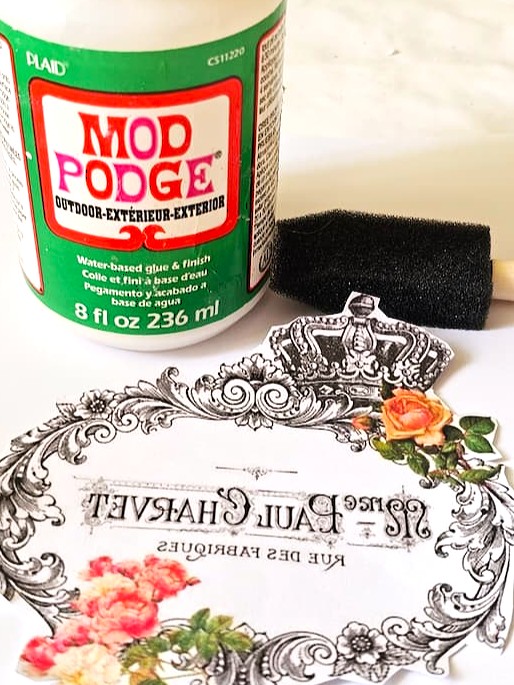 PLAID®
CS11220
MOD
PODGE®
OUTDOOR-EXTÉRIEUR-EXTERIOR
Water-based glue & finish
Colle et fini à base d'eau
Pegamento y acabado a
base de agua
8 fl oz 236 ml
Mson PAUL CHARVET
RUE DES FABRIQUES